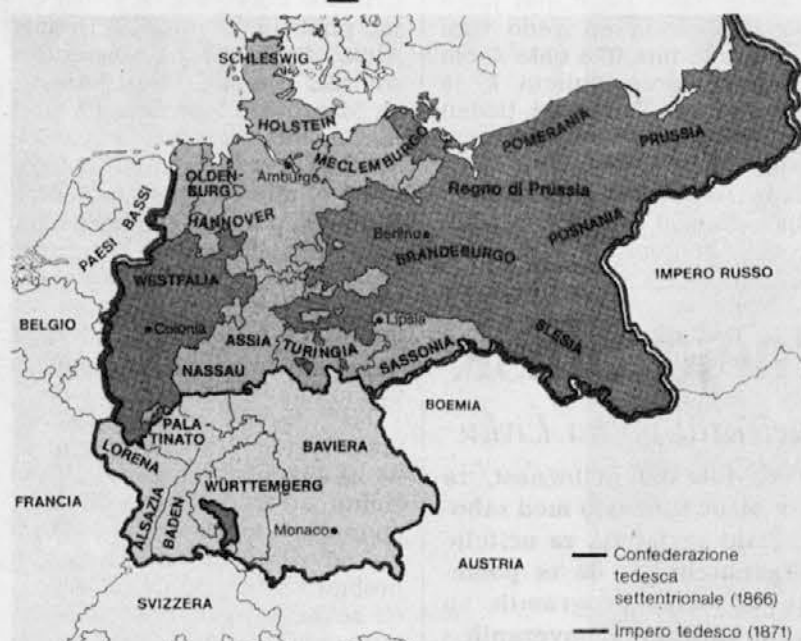 SCHLESWIG
HOLSTEIN
MECLEMBURGO
POMERANIA
PRUSSIA
OLDEN-
BURG
Amburgo
Regno di Prussia
HANNOVER
PAESI BASSI
POSNANIA
Berlino
BRANDEBURGO
WESTFALIA
IMPERO RUSSO
BELGIO
Colonia
Lipsia
ASSIA
TURINGIA
SLESIA
NASSAU
SASSONIA
BOEMIA
PALA-
TINATO
LORENA
BAVIERA
FRANCIA
WÜRTTEMBERG
ALSAZIA
BADEN
Monaco
AUSTRIA
SVIZZERA
Confederazione
tedesca
settentrionale (1866)
Impero tedesco (1871)